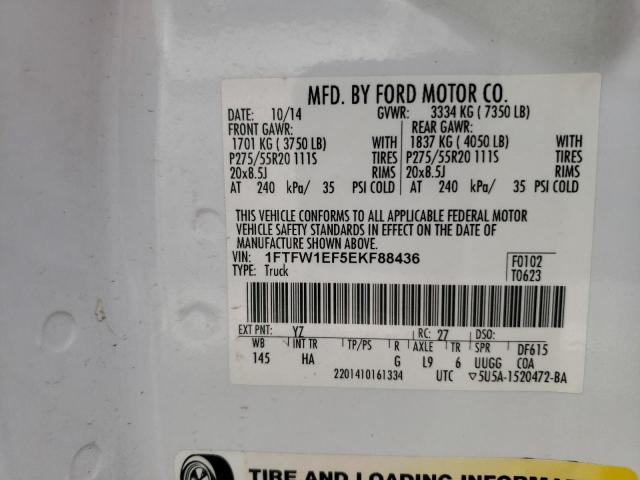 MFD. BY FORD MOTOR CO.
DATE: 10/14 GVWR: 3334 KG ( 7350 LB)
FRONT GAWR: REAR GAWR:
1701 KG ( 3750 LB) WITH 1837 KG ( 4050 LB) WITH
P275/55R20 111S TIRES P275/55R20 111S TIRES
20x8.5J RIMS 20x8.5J RIMS
AT 240 kPa/ 35 PSI COLD AT 240 kPa/ 35 PSI COLD
THIS VEHICLE CONFORMS TO ALL APPLICABLE FEDERAL MOTOR
VEHICLE SAFETY STANDARDS IN EFFECT ON THE DATE OF
MANUFACTURE SHOWN ABOVE.
VIN: 1FTFW1EF5EKF88436 F0102
TYPE: Truck T0623
EXT PNT: YZ RC: 27 DSO:
WB INT TR TP/PS R AXLE TR SPR DF615
145 HA G L9 6 UUGG COA
2201410161334 UTC ▽5U5A-1520472-BA
TIRE AND LOADING INFORMA